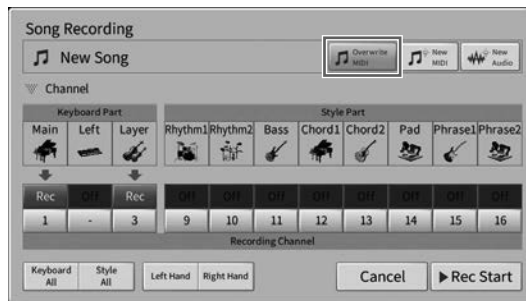 Song Recording
New Song
Overwrite MIDI
New MIDI
New Audio
Channel
Keyboard Part
Style Part
Main Left Layer Rhythm1 Rhythm2 Bass Chord1 Chord2 Pad Phrase1 Phrase2
Rec Off Rec Off Off Off Off Off Off Off Off
1 - 3 9 10 11 12 13 14 15 16
Recording Channel
Keyboard All
Style All
Left Hand
Right Hand
Cancel
Rec Start